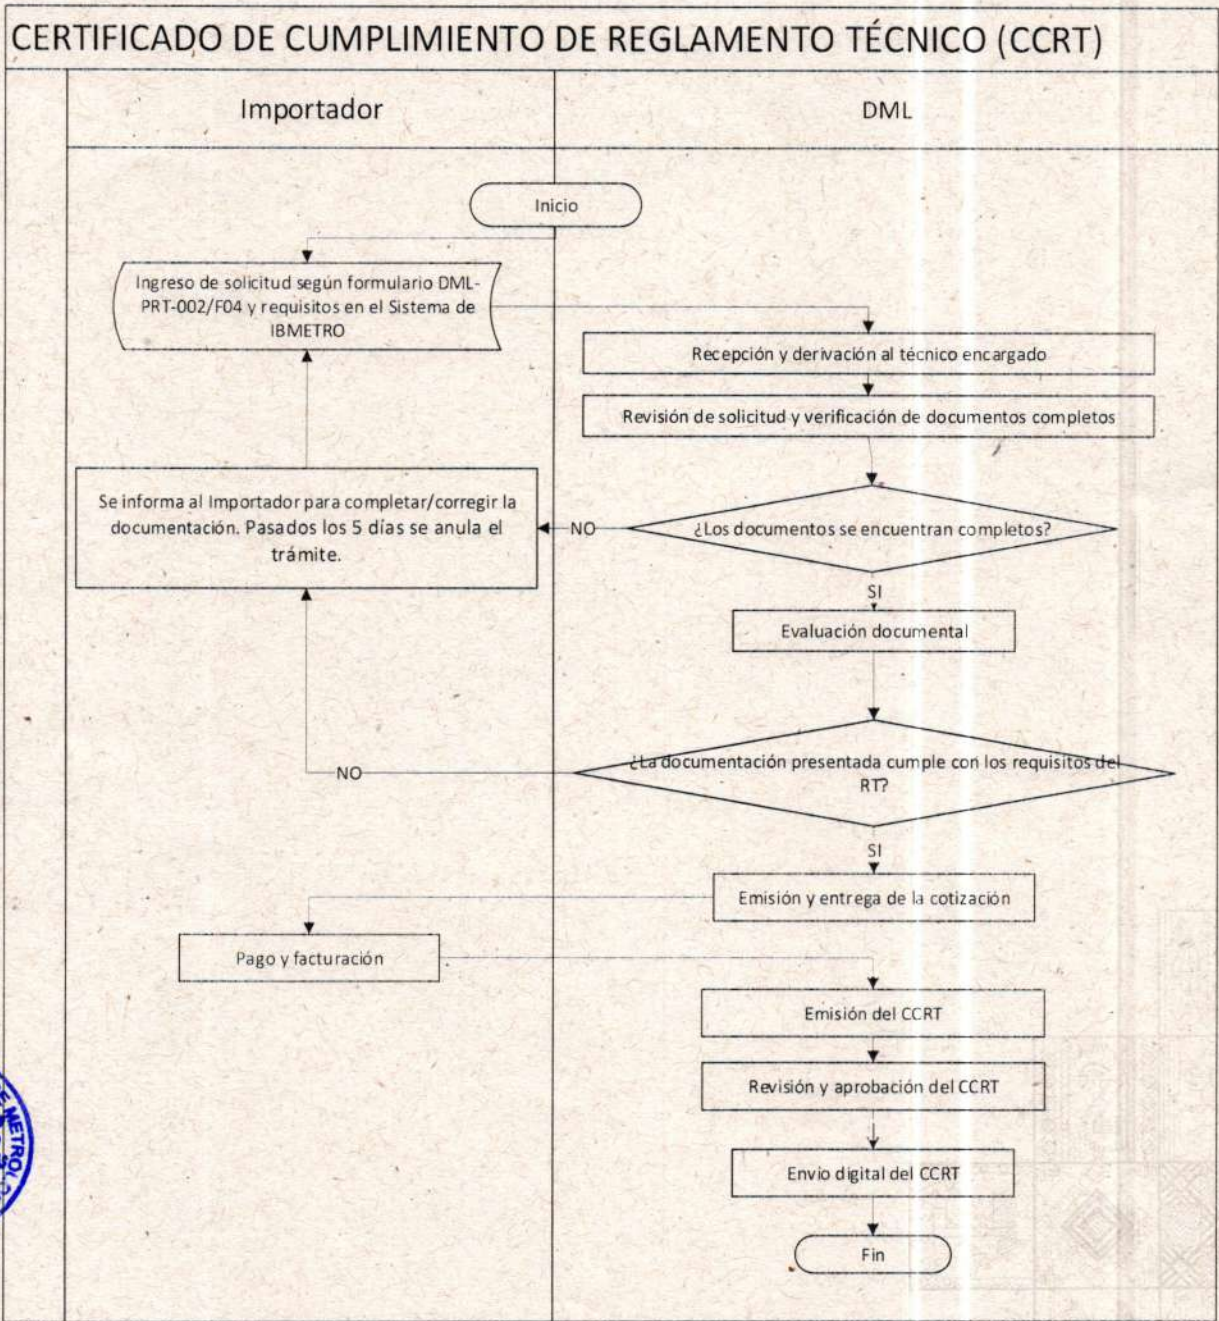 CERTIFICADO DE CUMPLIMIENTO DE REGLAMENTO TÉCNICO (CCRT)
Importador
DML
Inicio
Ingreso de solicitud según formulario DML-
PRT-002/F04 y requisitos en el Sistema de
IBMETRO
Recepción y derivación al técnico encargado
Revisión de solicitud y verificación de documentos completos
Se informa al Importador para completar/corregir la
documentación. Pasados los 5 días se anula el
trámite.
NO
¿Los documentos se encuentran completos?
SI
Evaluación documental
¿La documentación presentada cumple con los requisitos del
RT?
NO
SI
Emisión y entrega de la cotización
Pago y facturación
Emisión del CCRT
Revisión y aprobación del CCRT
Envio digital del CCRT
Fin